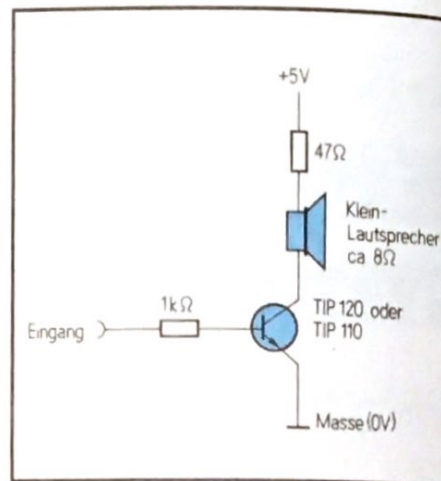 +5V
47Ω
Klein-
Lautsprecher
ca 8Ω
1kΩ
TIP 120 oder
TIP 110
Eingang
Masse (0V)